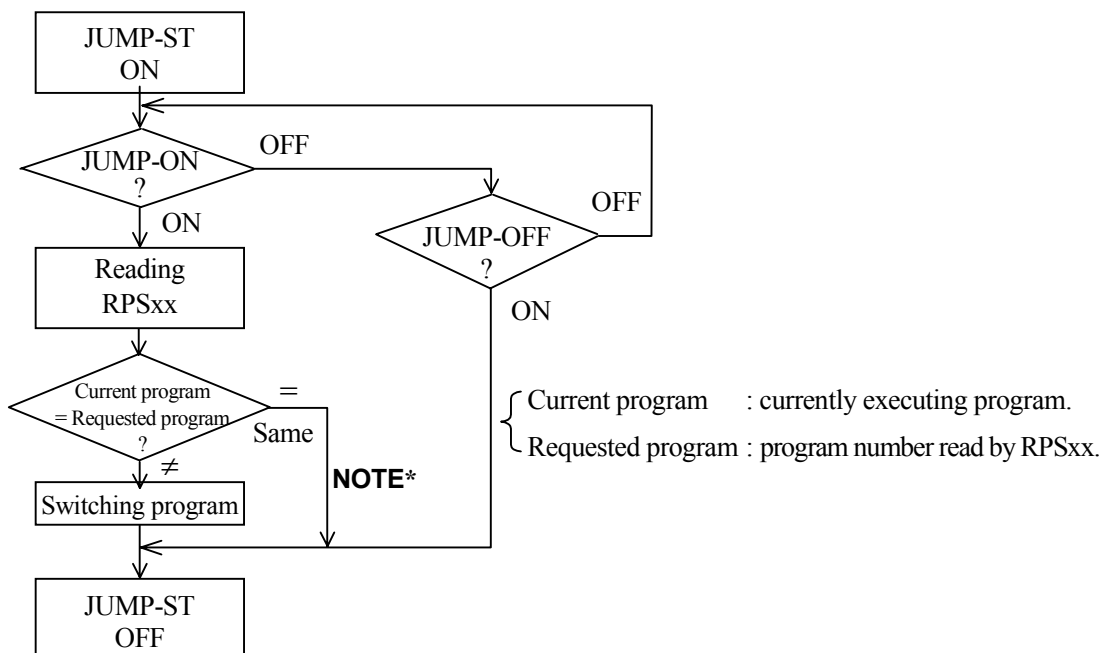 JUMP-ST
ON
JUMP-ON
?
OFF
ON
JUMP-OFF
?
OFF
ON
Reading
RPSxx
Current program
= Requested program
?
=
Same
≠
NOTE*
Switching program
JUMP-ST
OFF
Current program : currently executing program.
Requested program : program number read by RPSxx.